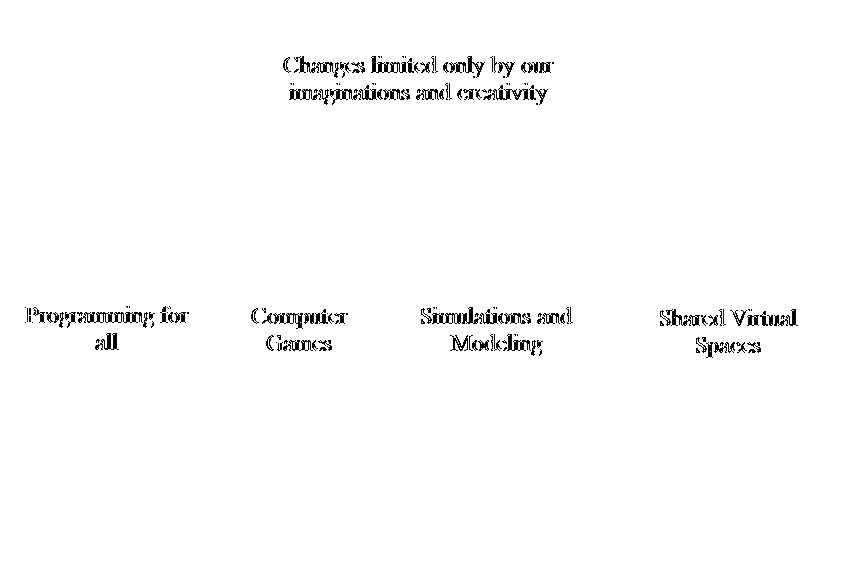 Changes limited only by our
imaginations and creativity
Programming for
all
Computer
Games
Simulations and
Modeling
Shared Virtual
Spaces